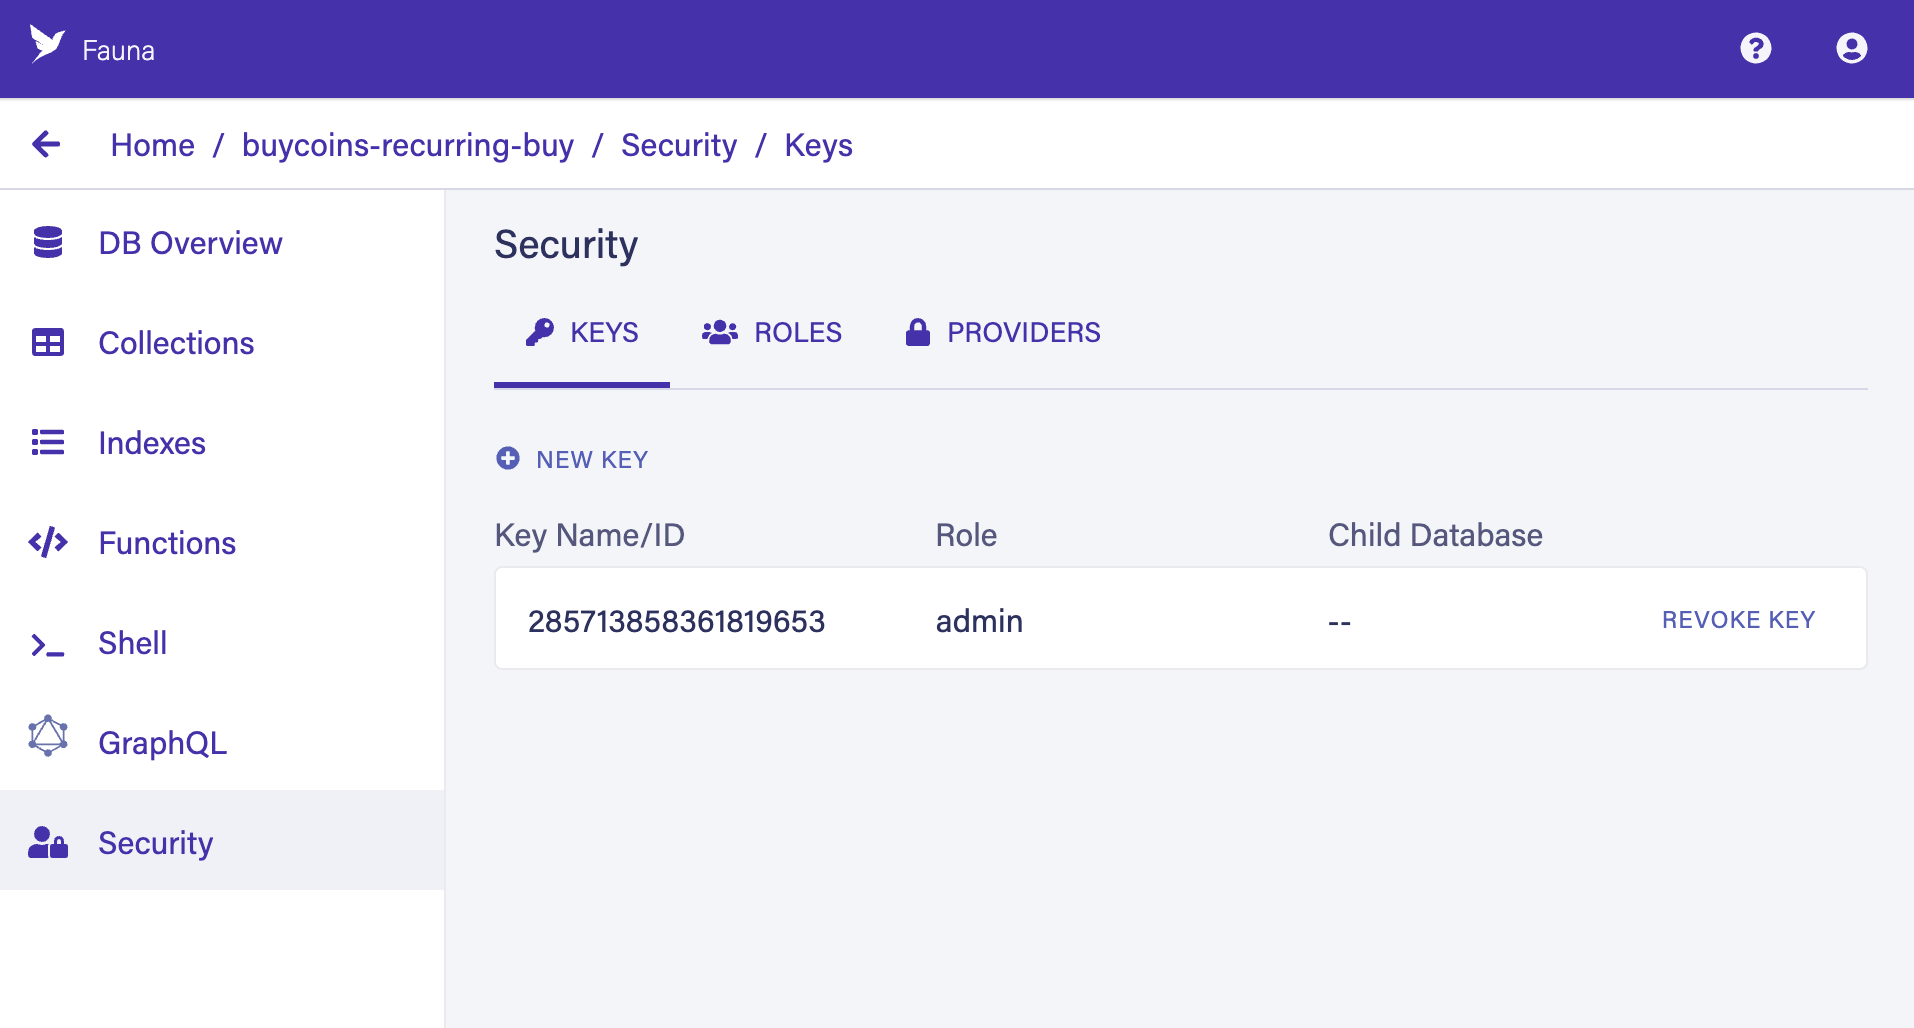 Fauna
Home / buycoins-recurring-buy / Security / Keys
DB Overview
Collections
Indexes
Functions
Shell
GraphQL
Security
Security
KEYS ROLES PROVIDERS
NEW KEY
Key Name/ID Role Child Database
285713858361819653 admin -- REVOKE KEY